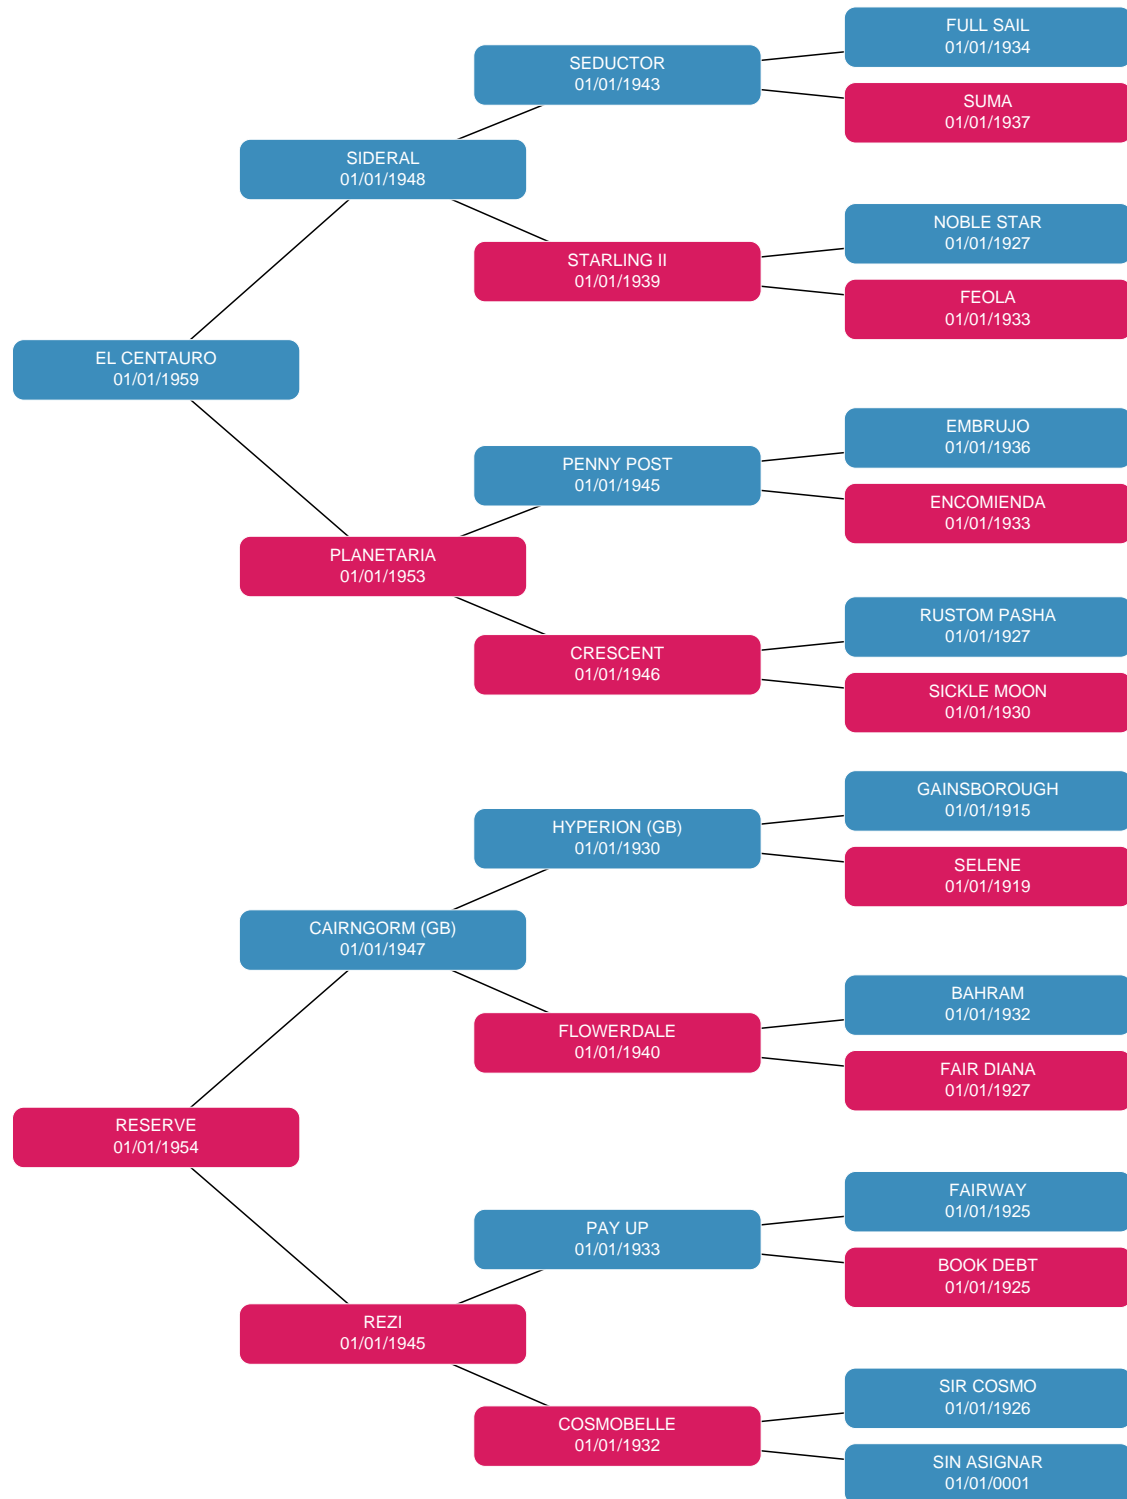 FULL SAIL
01/01/1934
SEDUCTOR
01/01/1943
SUMA
01/01/1937
SIDERAL
01/01/1948
NOBLE STAR
01/01/1927
STARLING II
01/01/1939
FEOLA
01/01/1933
EL CENTAURO
01/01/1959
EMBRUJO
01/01/1936
PENNY POST
01/01/1945
ENCOMIENDA
01/01/1933
PLANETARIA
01/01/1953
RUSTOM PASHA
01/01/1927
CRESCENT
01/01/1946
SICKLE MOON
01/01/1930
GAINSBOROUGH
01/01/1915
HYPERION (GB)
01/01/1930
SELENE
01/01/1919
CAIRNGORM (GB)
01/01/1947
BAHRAM
01/01/1932
FLOWERDALE
01/01/1940
FAIR DIANA
01/01/1927
RESERVE
01/01/1954
FAIRWAY
01/01/1925
PAY UP
01/01/1933
BOOK DEBT
01/01/1925
REZI
01/01/1945
SIR COSMO
01/01/1926
COSMOBELLE
01/01/1932
SIN ASIGNAR
01/01/0001